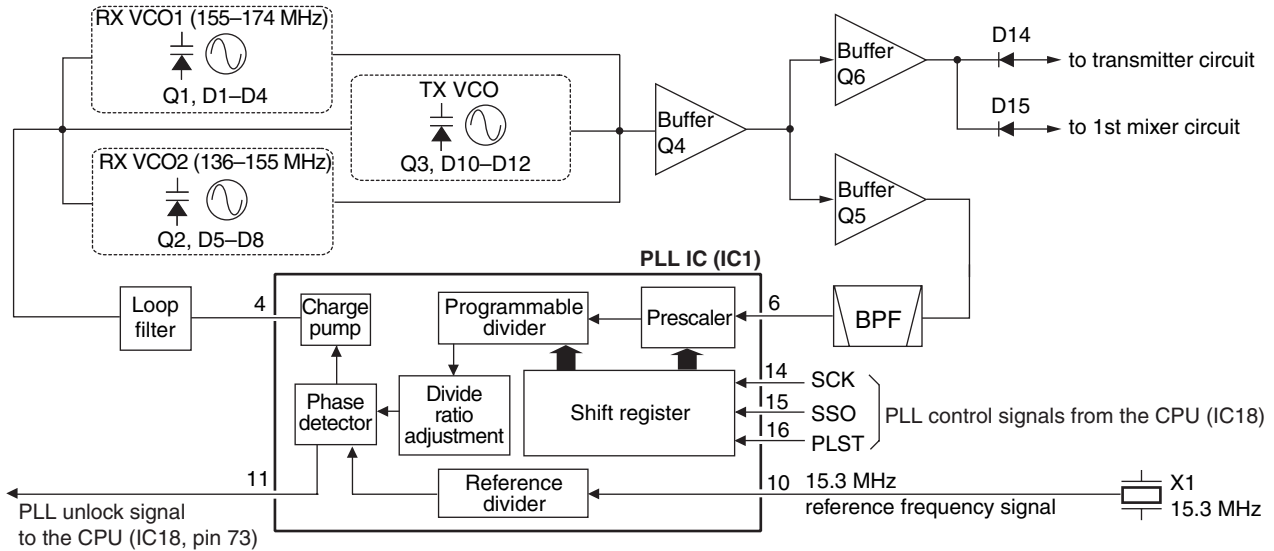 RX VCO1 (155–174 MHz)
Q1, D1–D4
TX VCO
Q3, D10–D12
RX VCO2 (136–155 MHz)
Q2, D5–D8
Buffer
Q4
Buffer
Q6
Buffer
Q5
D14
to transmitter circuit
D15
to 1st mixer circuit
PLL IC (IC1)
Loop
filter
4
Charge
pump
Programmable
divider
Prescaler
6
BPF
Phase
detector
Divide
ratio
adjustment
Shift register
14
SCK
15
SSO
16
PLST
PLL control signals from the CPU (IC18)
11
PLL unlock signal
to the CPU (IC18, pin 73)
Reference
divider
10
15.3 MHz
reference frequency signal
X1
15.3 MHz